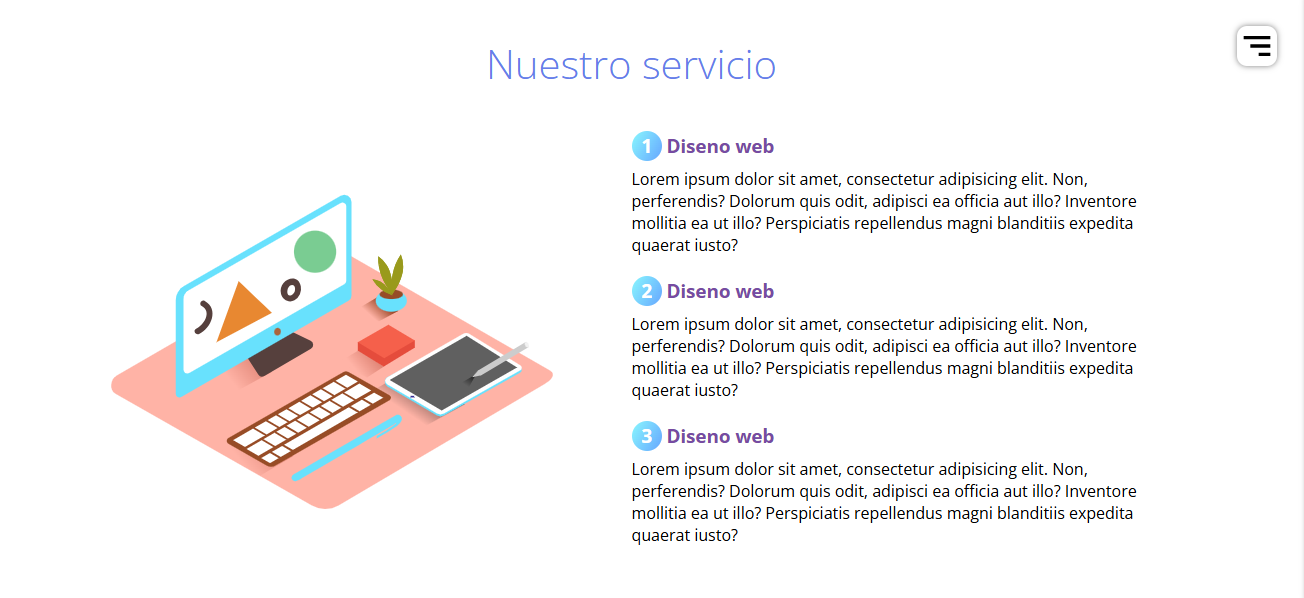 Nuestro servicio
1 Diseno web
Lorem ipsum dolor sit amet, consectetur adipisicing elit. Non,
perferendis? Dolorum quis odit, adipisci ea officia aut illo? Inventore
mollitia ea ut illo? Perspiciatis repellendus magni blanditiis expedita
quaerat iusto?
2 Diseno web
Lorem ipsum dolor sit amet, consectetur adipisicing elit. Non,
perferendis? Dolorum quis odit, adipisci ea officia aut illo? Inventore
mollitia ea ut illo? Perspiciatis repellendus magni blanditiis expedita
quaerat iusto?
3 Diseno web
Lorem ipsum dolor sit amet, consectetur adipisicing elit. Non,
perferendis? Dolorum quis odit, adipisci ea officia aut illo? Inventore
mollitia ea ut illo? Perspiciatis repellendus magni blanditiis expedita
quaerat iusto?